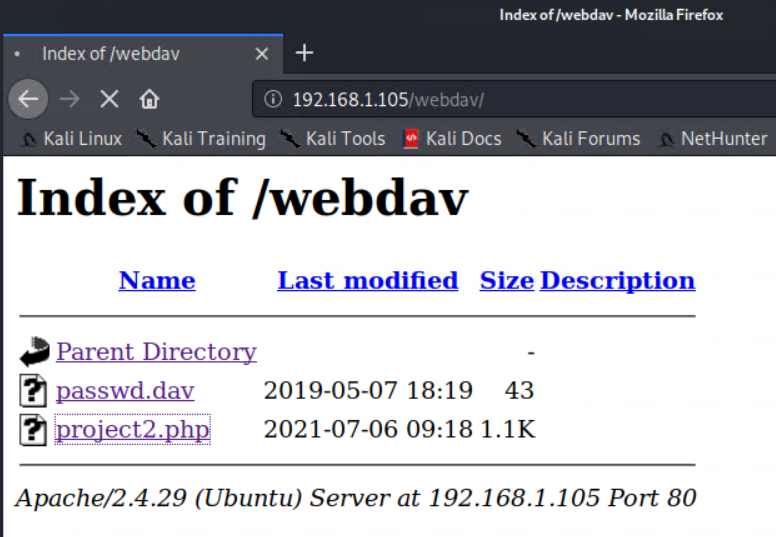 Index of /webdav - Mozilla Firefox
Index of /webdav
192.168.1.105/webdav/
Kali Linux Kali Training Kali Tools Kali Docs Kali Forums NetHunter
Index of /webdav
Name Last modified Size Description
Parent Directory -
passwd.dav 2019-05-07 18:19 43
project2.php 2021-07-06 09:18 1.1K
Apache/2.4.29 (Ubuntu) Server at 192.168.1.105 Port 80